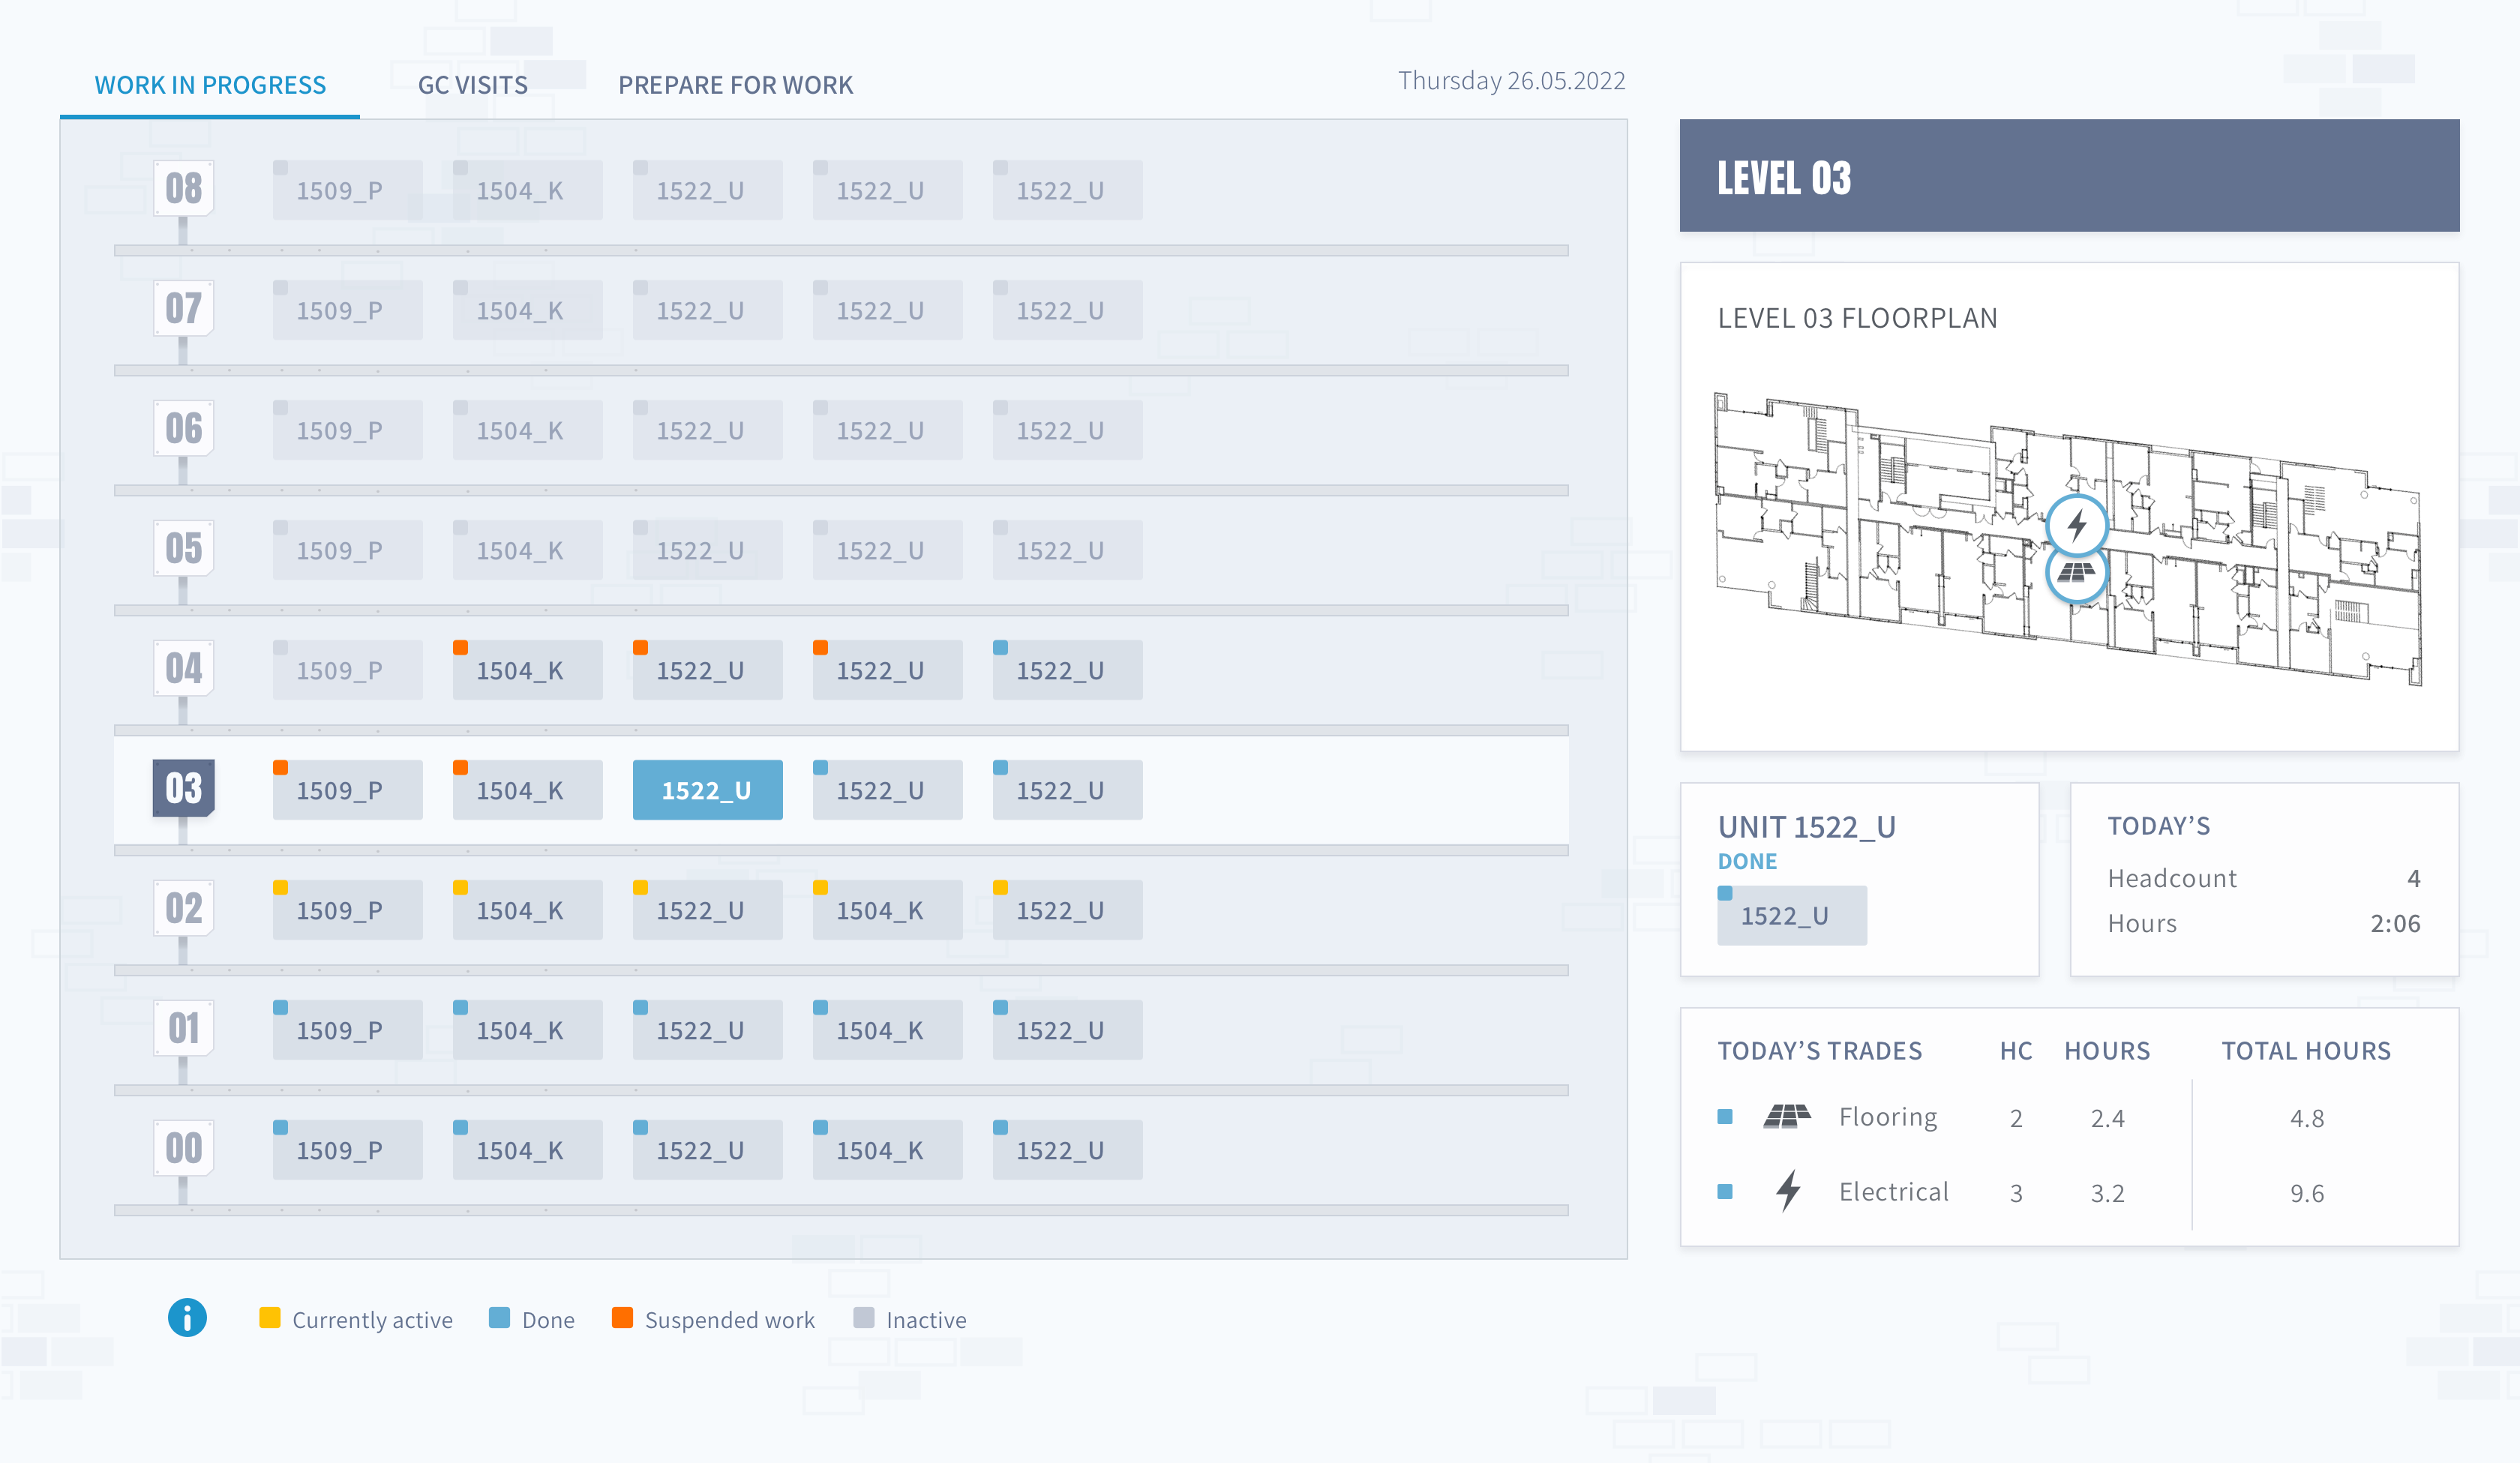 WORK IN PROGRESS GC VISITS PREPARE FOR WORK Thursday 26.05.2022
08 1509_P 1504_K 1522_U 1522_U 1522_U
07 1509_P 1504_K 1522_U 1522_U 1522_U
06 1509_P 1504_K 1522_U 1522_U 1522_U
05 1509_P 1504_K 1522_U 1522_U 1522_U
04 1509_P 1504_K 1522_U 1522_U 1522_U
03 1509_P 1504_K 1522_U 1522_U 1522_U
02 1509_P 1504_K 1522_U 1504_K 1522_U
01 1509_P 1504_K 1522_U 1504_K 1522_U
00 1509_P 1504_K 1522_U 1504_K 1522_U
Currently active Done Suspended work Inactive
LEVEL 03
LEVEL 03 FLOORPLAN
UNIT 1522_U
DONE
1522_U
TODAY’S
Headcount 4
Hours 2:06
TODAY’S TRADES HC HOURS TOTAL HOURS
Flooring 2 2.4 4.8
Electrical 3 3.2 9.6